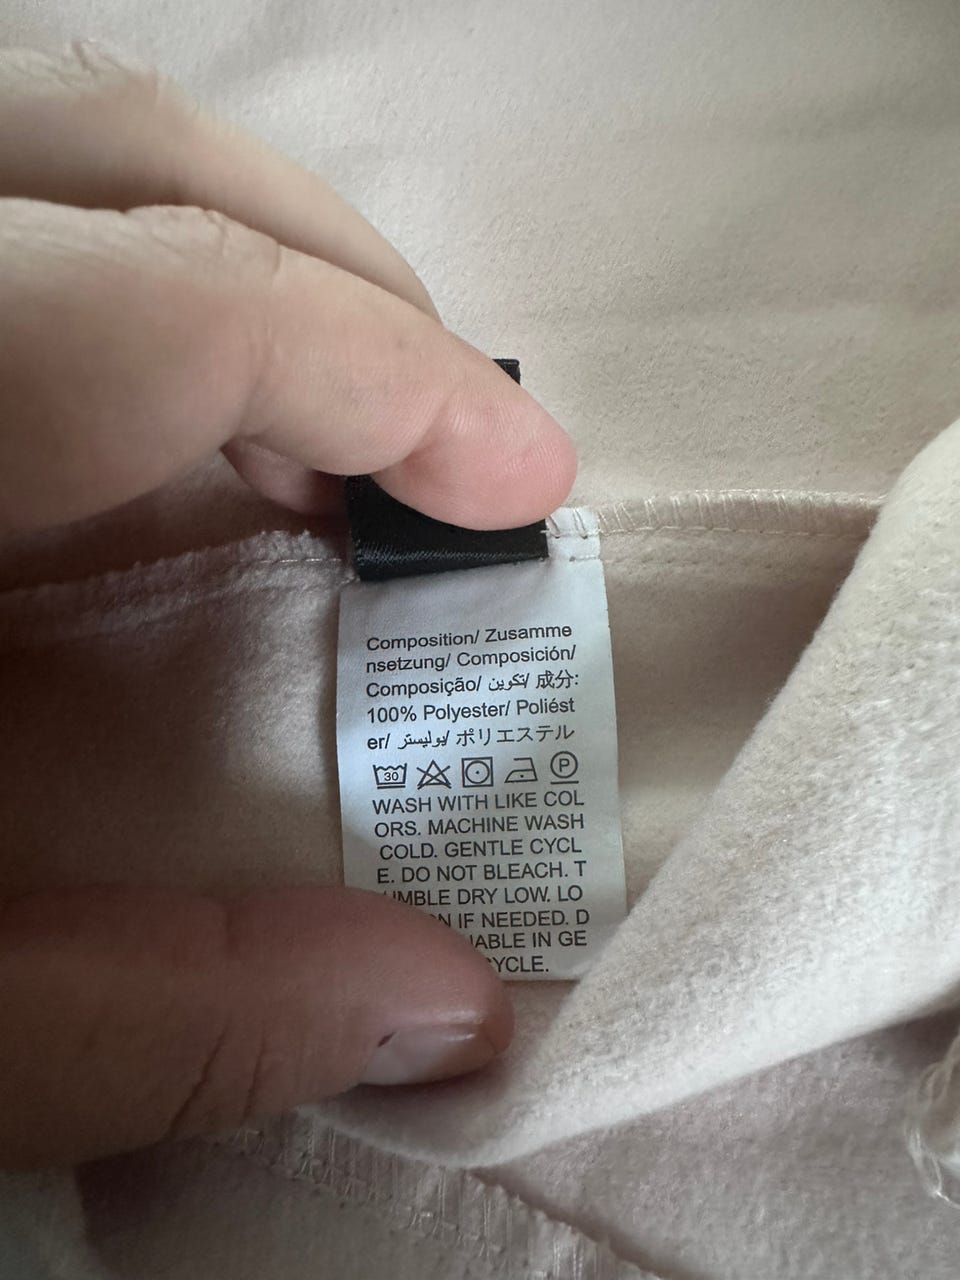 Composition/ Zusamme
nsetzung/ Composición/
Composição/ تكوين/ 成分:
100% Polyester/ Poliést
er/ بوليستر/ ポリエステル
30 P
WASH WITH LIKE COL
ORS. MACHINE WASH
COLD. GENTLE CYCL
E. DO NOT BLEACH. T
UMBLE DRY LOW. LO
IF NEEDED. D
IN GE
CYCLE.